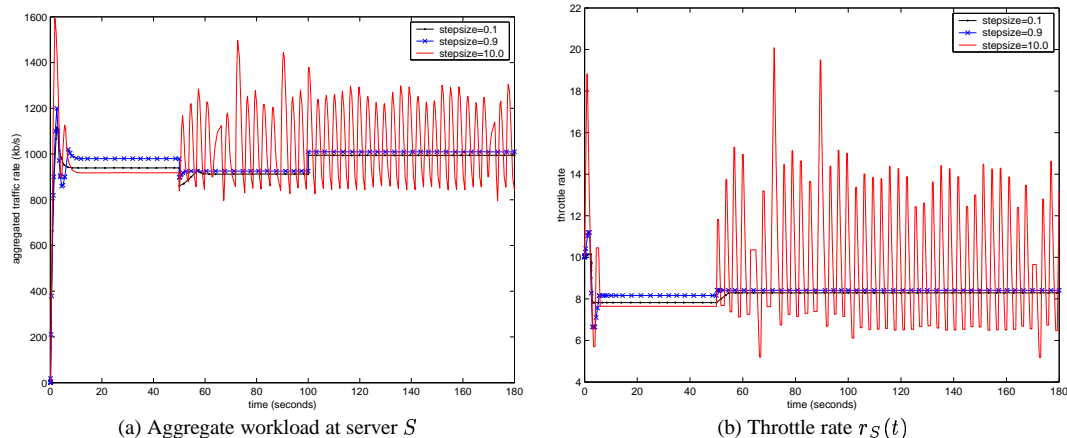 1600
1400
1200
1000
800
600
400
200
0
aggregated traffic rate (kb/s)
stepsize=0.1
stepsize=0.9
stepsize=10.0
0 20 40 60 80 100 120 140 160 180
time (seconds)
(a) Aggregate workload at server S
22
20
18
16
14
12
10
8
6
4
throttle rate
stepsize=0.1
stepsize=0.9
stepsize=10.0
0 20 40 60 80 100 120 140 160 180
time (seconds)
(b) Throttle rate r_S(t)